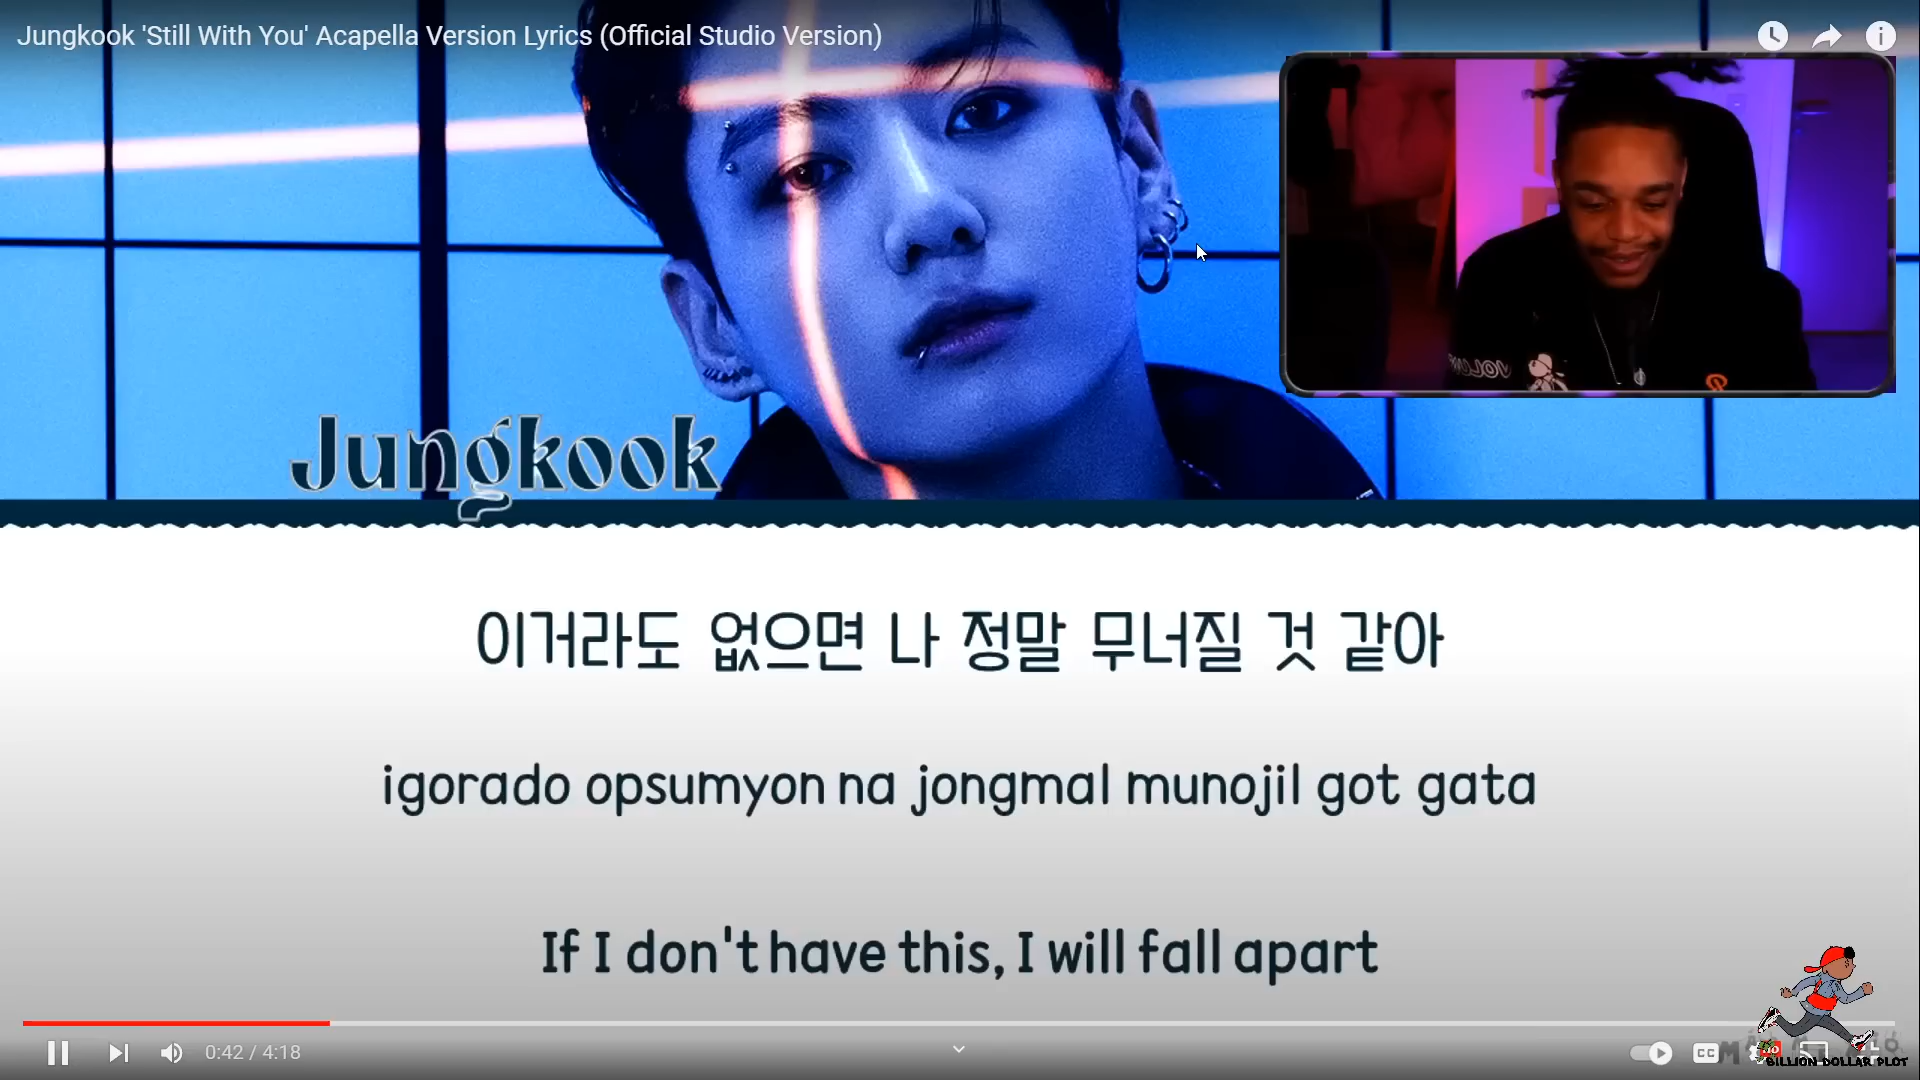 Jungkook 'Still With You' Acapella Version Lyrics (Official Studio Version)
Jungkook
이거라도 없으면 나 정말 무너질 것 같아
igorado opsumyon na jongmal munojil got gata
If I don't have this, I will fall apart
0:42 / 4:18
CC
HD
BILLION DOLLAR PLOT